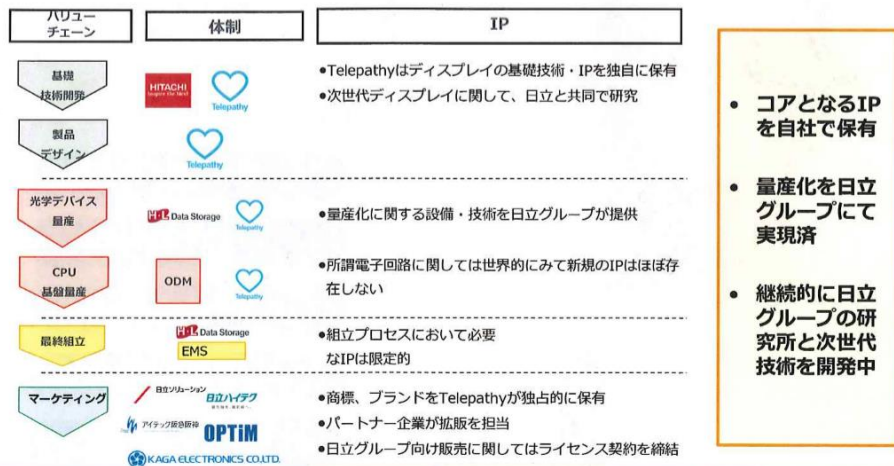 バリュー
チェーン
体制
IP
基礎
技術開発
HITACHI
Inspire the Next
Telepathy
●Telepathyはディスプレイの基礎技術・IPを独自に保有
●次世代ディスプレイに関して、日立と共同で研究
製品
デザイン
Telepathy
光学デバイス
量産
H·L Data Storage
Telepathy
●量産化に関する設備・技術を日立グループが提供
CPU
基盤量産
ODM
Telepathy
●所謂電子回路に関しては世界的にみて新規のIPはほぼ存
在しない
最終組立
H·L Data Storage
EMS
●組立プロセスにおいて必要
なIPは限定的
マーケティング
日立ソリューション
日立ハイテク
アイテック阪急阪神
OPTiM
KAGA ELECTRONICS CO.,LTD.
●商標、ブランドをTelepathyが独占的に保有
●パートナー企業が拡販を担当
●日立グループ向け販売に関してはライセンス契約を締結
• コアとなるIP
を自社で保有
• 量産化を日立
グループにて
実現済
• 継続的に日立
グループの研
究所と次世代
技術を開発中